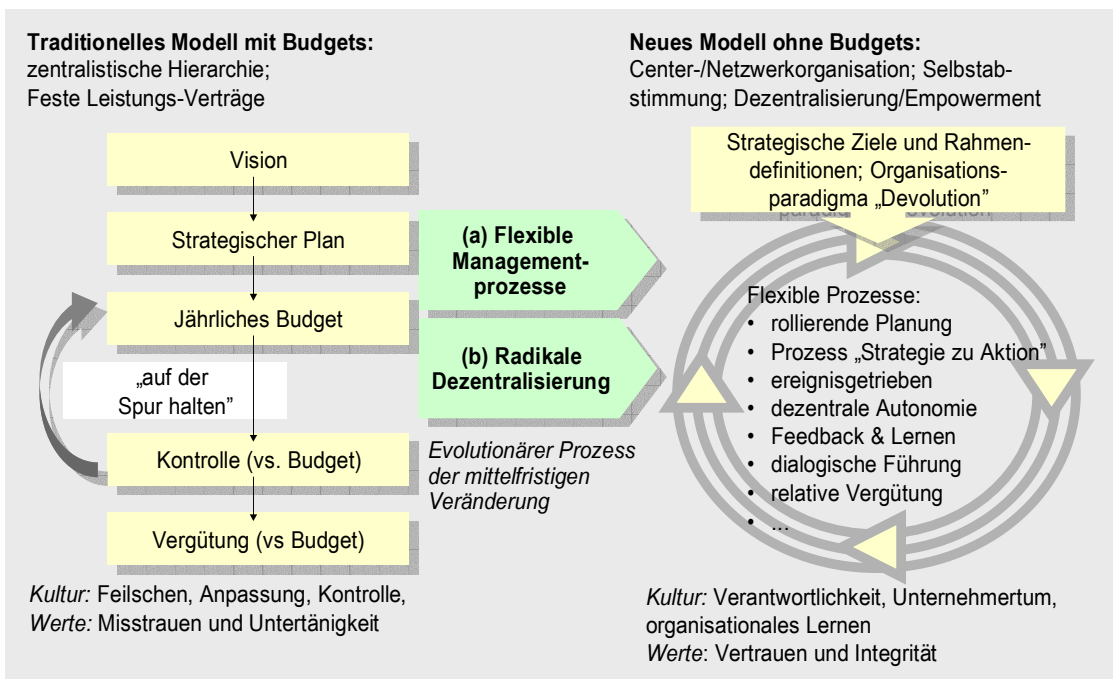 Traditionelles Modell mit Budgets:
zentralistische Hierarchie;
Feste Leistungs-Verträge
Vision
Strategischer Plan
Jährliches Budget
„auf der
Spur halten”
Kontrolle (vs. Budget)
Vergütung (vs Budget)
Kultur: Feilschen, Anpassung, Kontrolle,
Werte: Misstrauen und Untertänigkeit
(a) Flexible
Management-
prozesse
(b) Radikale
Dezentralisierung
Evolutionärer Prozess
der mittelfristigen
Veränderung
Neues Modell ohne Budgets:
Center-/Netzwerkorganisation; Selbstab-
stimmung; Dezentralisierung/Empowerment
Strategische Ziele und Rahmen-
definitionen; Organisations-
paradigma „Devolution”
Flexible Prozesse:
• rollierende Planung
• Prozess „Strategie zu Aktion”
• ereignisgetrieben
• dezentrale Autonomie
• Feedback & Lernen
• dialogische Führung
• relative Vergütung
• ...
Kultur: Verantwortlichkeit, Unternehmertum,
organisationales Lernen
Werte: Vertrauen und Integrität